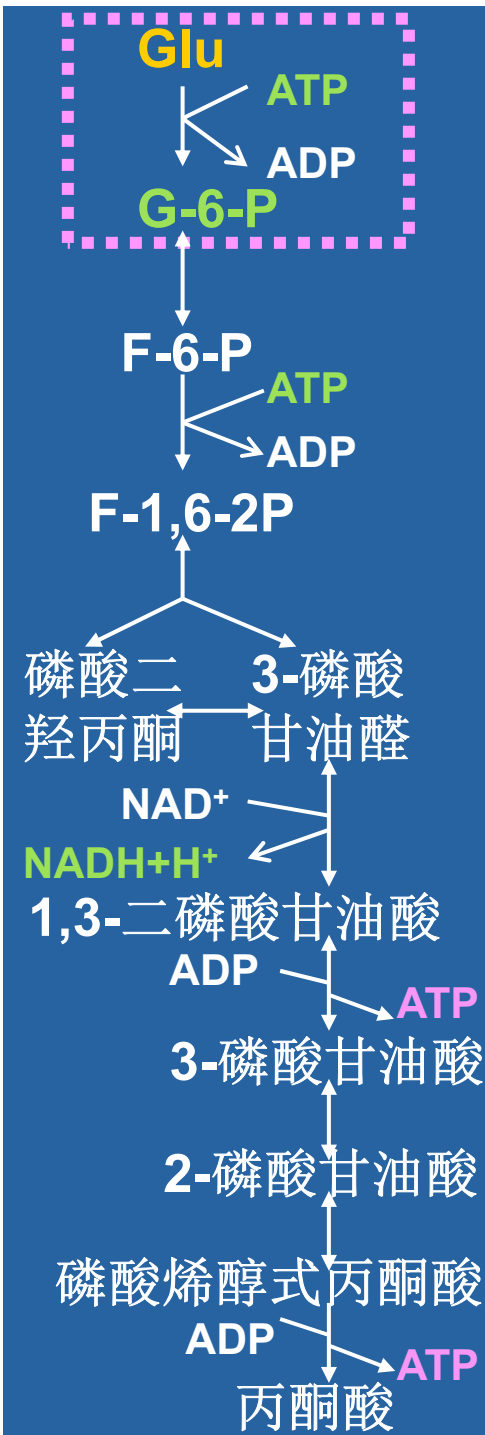 Glu
ATP
ADP
G-6-P
F-6-P
ATP
ADP
F-1,6-2P
磷酸二
羟丙酮
3-磷酸
甘油醛
NAD⁺
NADH+H⁺
1,3-二磷酸甘油酸
ADP
ATP
3-磷酸甘油酸
2-磷酸甘油酸
磷酸烯醇式丙酮酸
ADP
ATP
丙酮酸